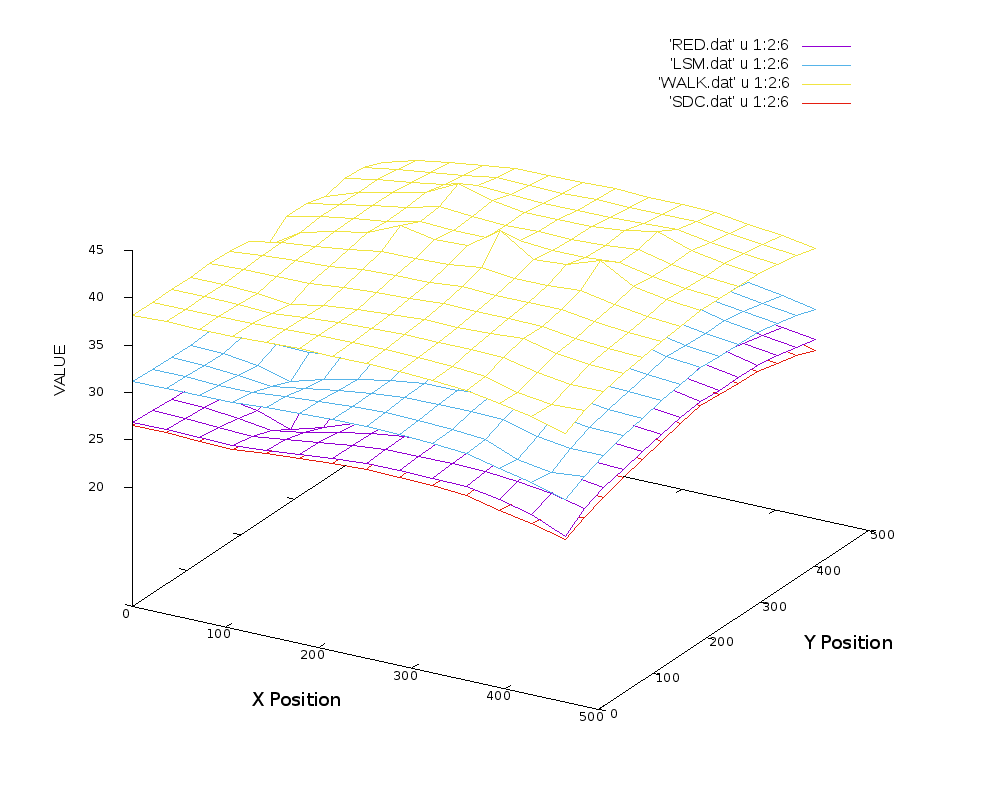 'RED.dat' u 1:2:6
'LSM.dat' u 1:2:6
'WALK.dat' u 1:2:6
'SDC.dat' u 1:2:6
45
40
35
30
25
20
VALUE
0
100
200
300
400
500
X Position
0
100
200
300
400
500
Y Position